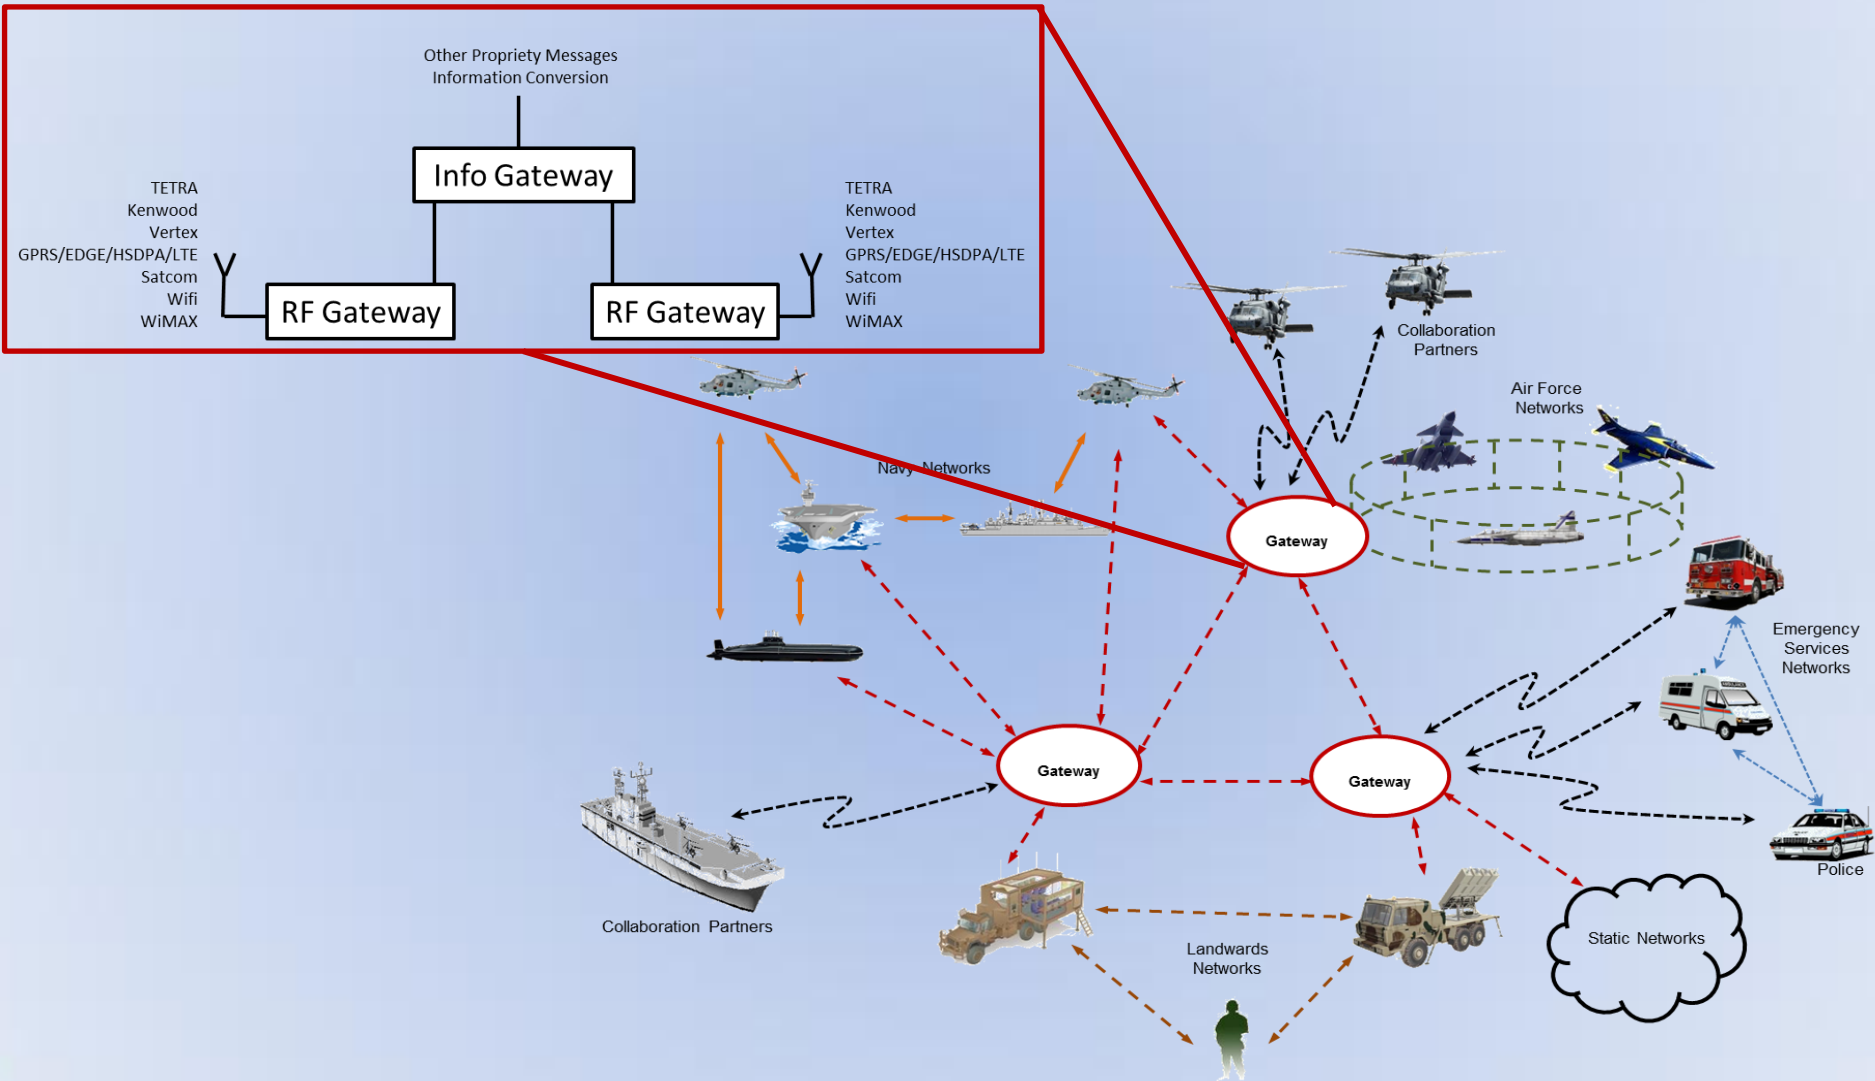 Other Propriety Messages
Information Conversion
Info Gateway
TETRA
Kenwood
Vertex
GPRS/EDGE/HSDPA/LTE
Satcom
Wifi
WiMAX
RF Gateway
RF Gateway
TETRA
Kenwood
Vertex
GPRS/EDGE/HSDPA/LTE
Satcom
Wifi
WiMAX
Collaboration
Partners
Air Force
Networks
Navy Networks
Gateway
Emergency
Services
Networks
Gateway
Gateway
Police
Collaboration Partners
Landwards
Networks
Static Networks